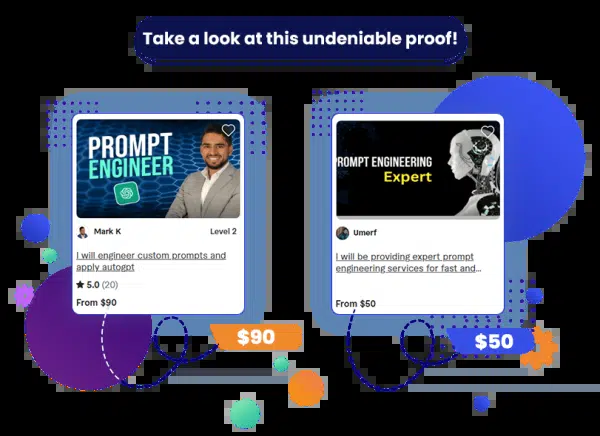 Take a look at this undeniable proof!
PROMPT
ENGINEER
Mark K
Level 2
I will engineer custom prompts and
apply autogpt
★ 5.0 (20)
From $90
$90
ROMPT ENGINEERING
Expert
Umerf
I will be providing expert prompt
engineering services for fast and...
From $50
$50